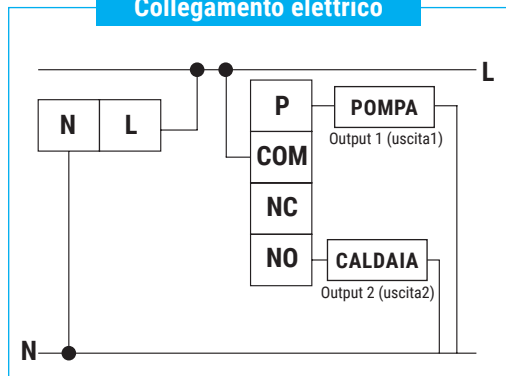 Collegamento elettrico
L
N L
P
POMPA
Output 1 (uscita1)
COM
NC
NO
CALDAIA
Output 2 (uscita2)
N